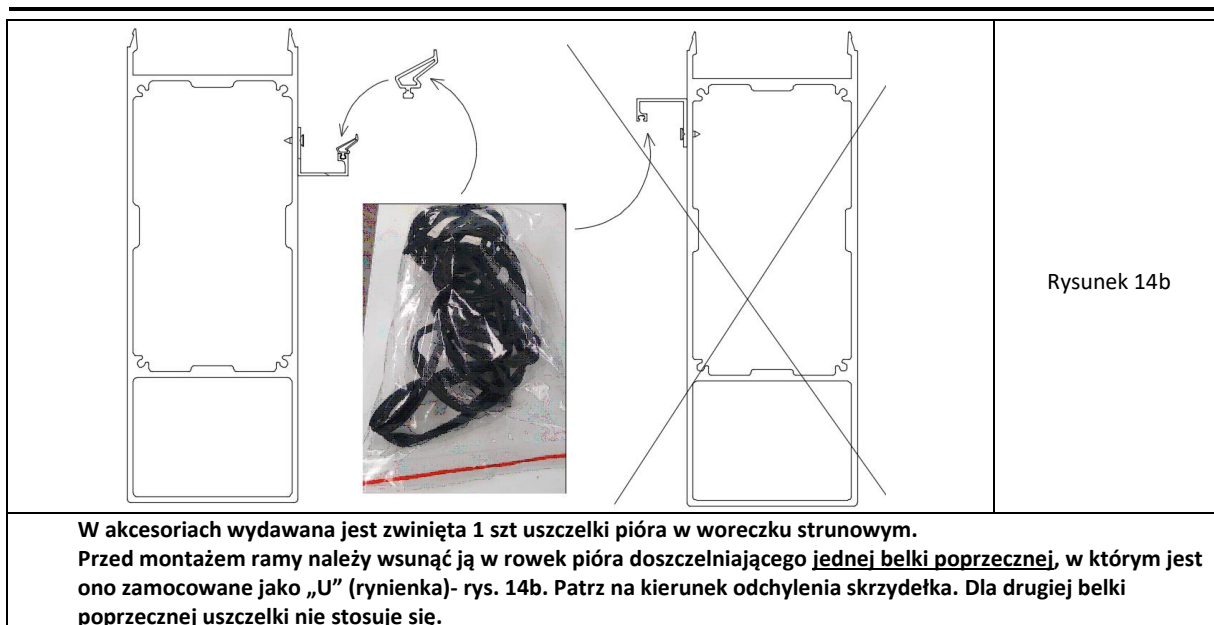 Rysunek 14b
W akcesoriach wydawana jest zwinięta 1 szt uszczelki pióra w woreczku strunowym.
Przed montażem ramy należy wsunąć ją w rowek pióra doszczelniającego jednej belki poprzecznej, w którym jest
ono zamocowane jako „U” (rynienka)- rys. 14b. Patrz na kierunek odchylenia skrzydełka. Dla drugiej belki
poprzecznej uszczelki nie stosuje się.